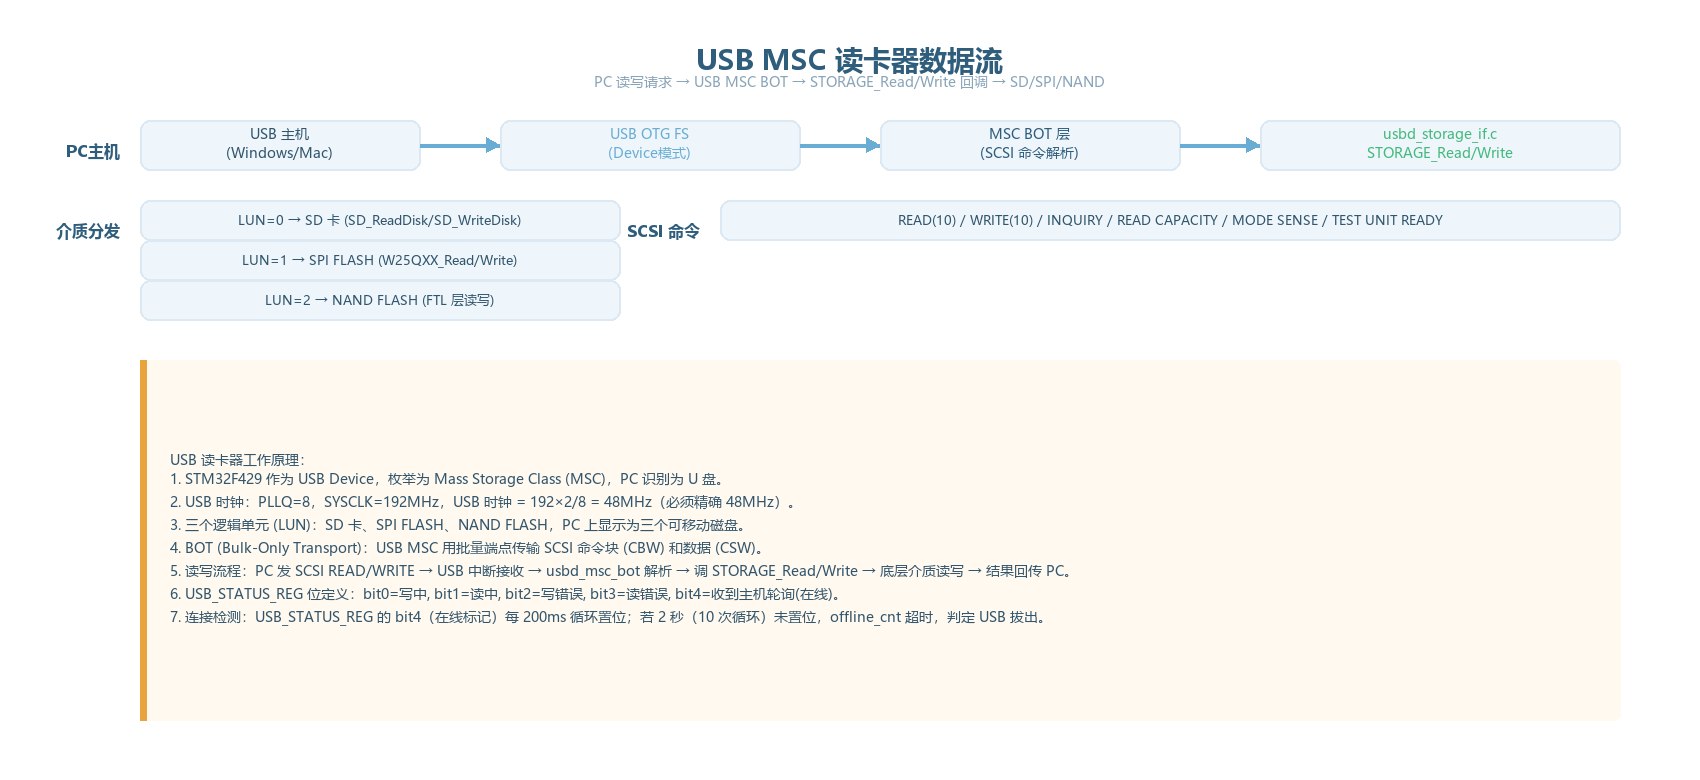 USB MSC 读卡器数据流
PC 读写请求 → USB MSC BOT → STORAGE_Read/Write 回调 → SD/SPI/NAND
PC主机
USB 主机
(Windows/Mac)
USB OTG FS
(Device模式)
MSC BOT 层
(SCSI 命令解析)
usbd_storage_if.c
STORAGE_Read/Write
介质分发
LUN=0 → SD 卡 (SD_ReadDisk/SD_WriteDisk)
LUN=1 → SPI FLASH (W25QXX_Read/Write)
LUN=2 → NAND FLASH (FTL 层读写)
SCSI 命令
READ(10) / WRITE(10) / INQUIRY / READ CAPACITY / MODE SENSE / TEST UNIT READY
USB 读卡器工作原理：
1. STM32F429 作为 USB Device，枚举为 Mass Storage Class (MSC)，PC 识别为 U 盘。
2. USB 时钟：PLLQ=8，SYSCLK=192MHz，USB 时钟 = 192×2/8 = 48MHz（必须精确 48MHz）。
3. 三个逻辑单元 (LUN)：SD 卡、SPI FLASH、NAND FLASH，PC 上显示为三个可移动磁盘。
4. BOT (Bulk-Only Transport)：USB MSC 用批量端点传输 SCSI 命令块 (CBW) 和数据 (CSW)。
5. 读写流程：PC 发 SCSI READ/WRITE → USB 中断接收 → usbd_msc_bot 解析 → 调 STORAGE_Read/Write → 底层介质读写 → 结果回传 PC。
6. USB_STATUS_REG 位定义：bit0=写中, bit1=读中, bit2=写错误, bit3=读错误, bit4=收到主机轮询(在线)。
7. 连接检测：USB_STATUS_REG 的 bit4（在线标记）每 200ms 循环置位；若 2 秒（10 次循环）未置位，offline_cnt 超时，判定 USB 拔出。